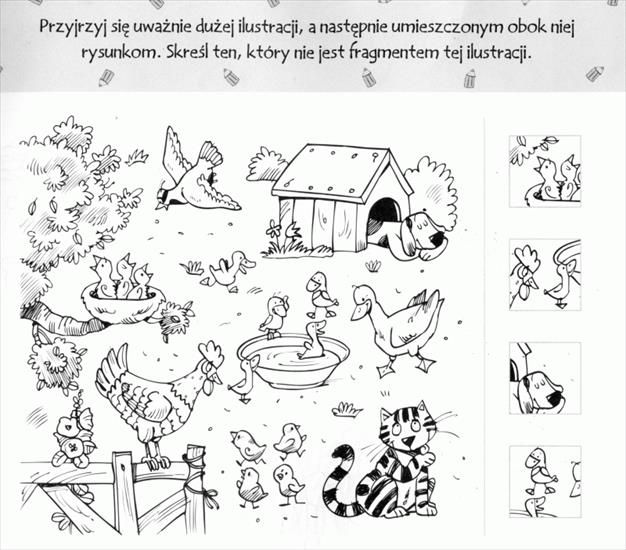 Przyjrzyj się uważnie dużej ilustracji, a następnie umieszczonym obok niej
rysunkom. Skreśl ten, który nie jest fragmentem tej ilustracji.